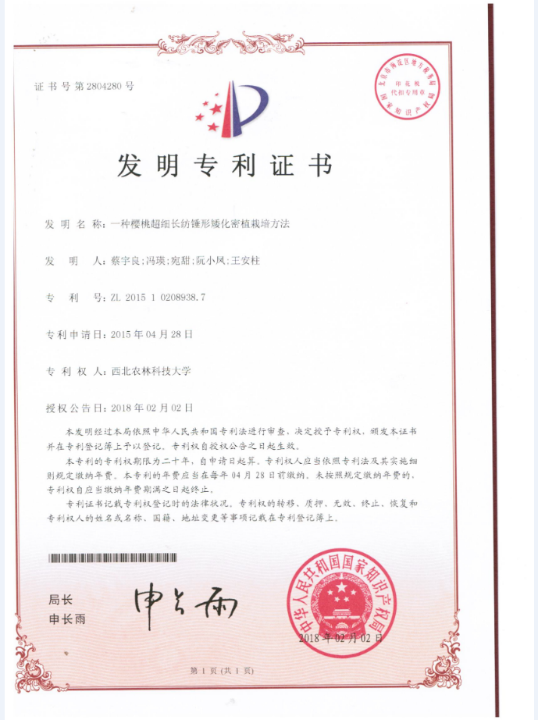 证书号第2804280号
发明专利证书
发明名称：一种樱桃超细长纺锤形矮化密植栽培方法
发明人：蔡宇良;冯瑛;宛甜;阮小凤;王安柱
专利号：ZL 2015 1 0208938.7
专利申请日：2015年04月28日
专利权人：西北农林科技大学
授权公告日：2018年02月02日
本发明经过本局依照中华人民共和国专利法进行审查，决定授予专利权，颁发本证书
并在专利登记簿上予以登记。专利权自授权公告之日起生效。
本专利的专利权期限为二十年，自申请日起算。专利权人应当依照专利法及其实施细
则规定缴纳年费。本专利的年费应当在每年04月28日前缴纳。未按照规定缴纳年费的，
专利权自应当缴纳年费期满之日起终止。
专利证书记载专利权登记时的法律状况。专利权的转移、质押、无效、终止、恢复和
专利权人的姓名或名称、国籍、地址变更等事项记载在专利登记簿上。
局长
申长雨
申长雨
中华人民共和国国家知识产权局
2018年02月02日
第1页(共1页)